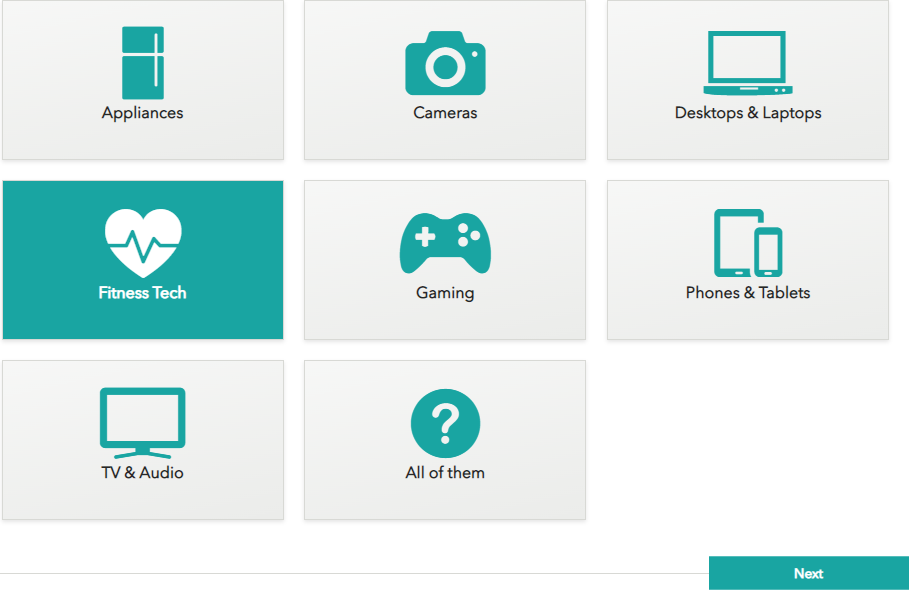 Appliances
Cameras
Desktops & Laptops
Fitness Tech
Gaming
Phones & Tablets
TV & Audio
?
All of them
Next